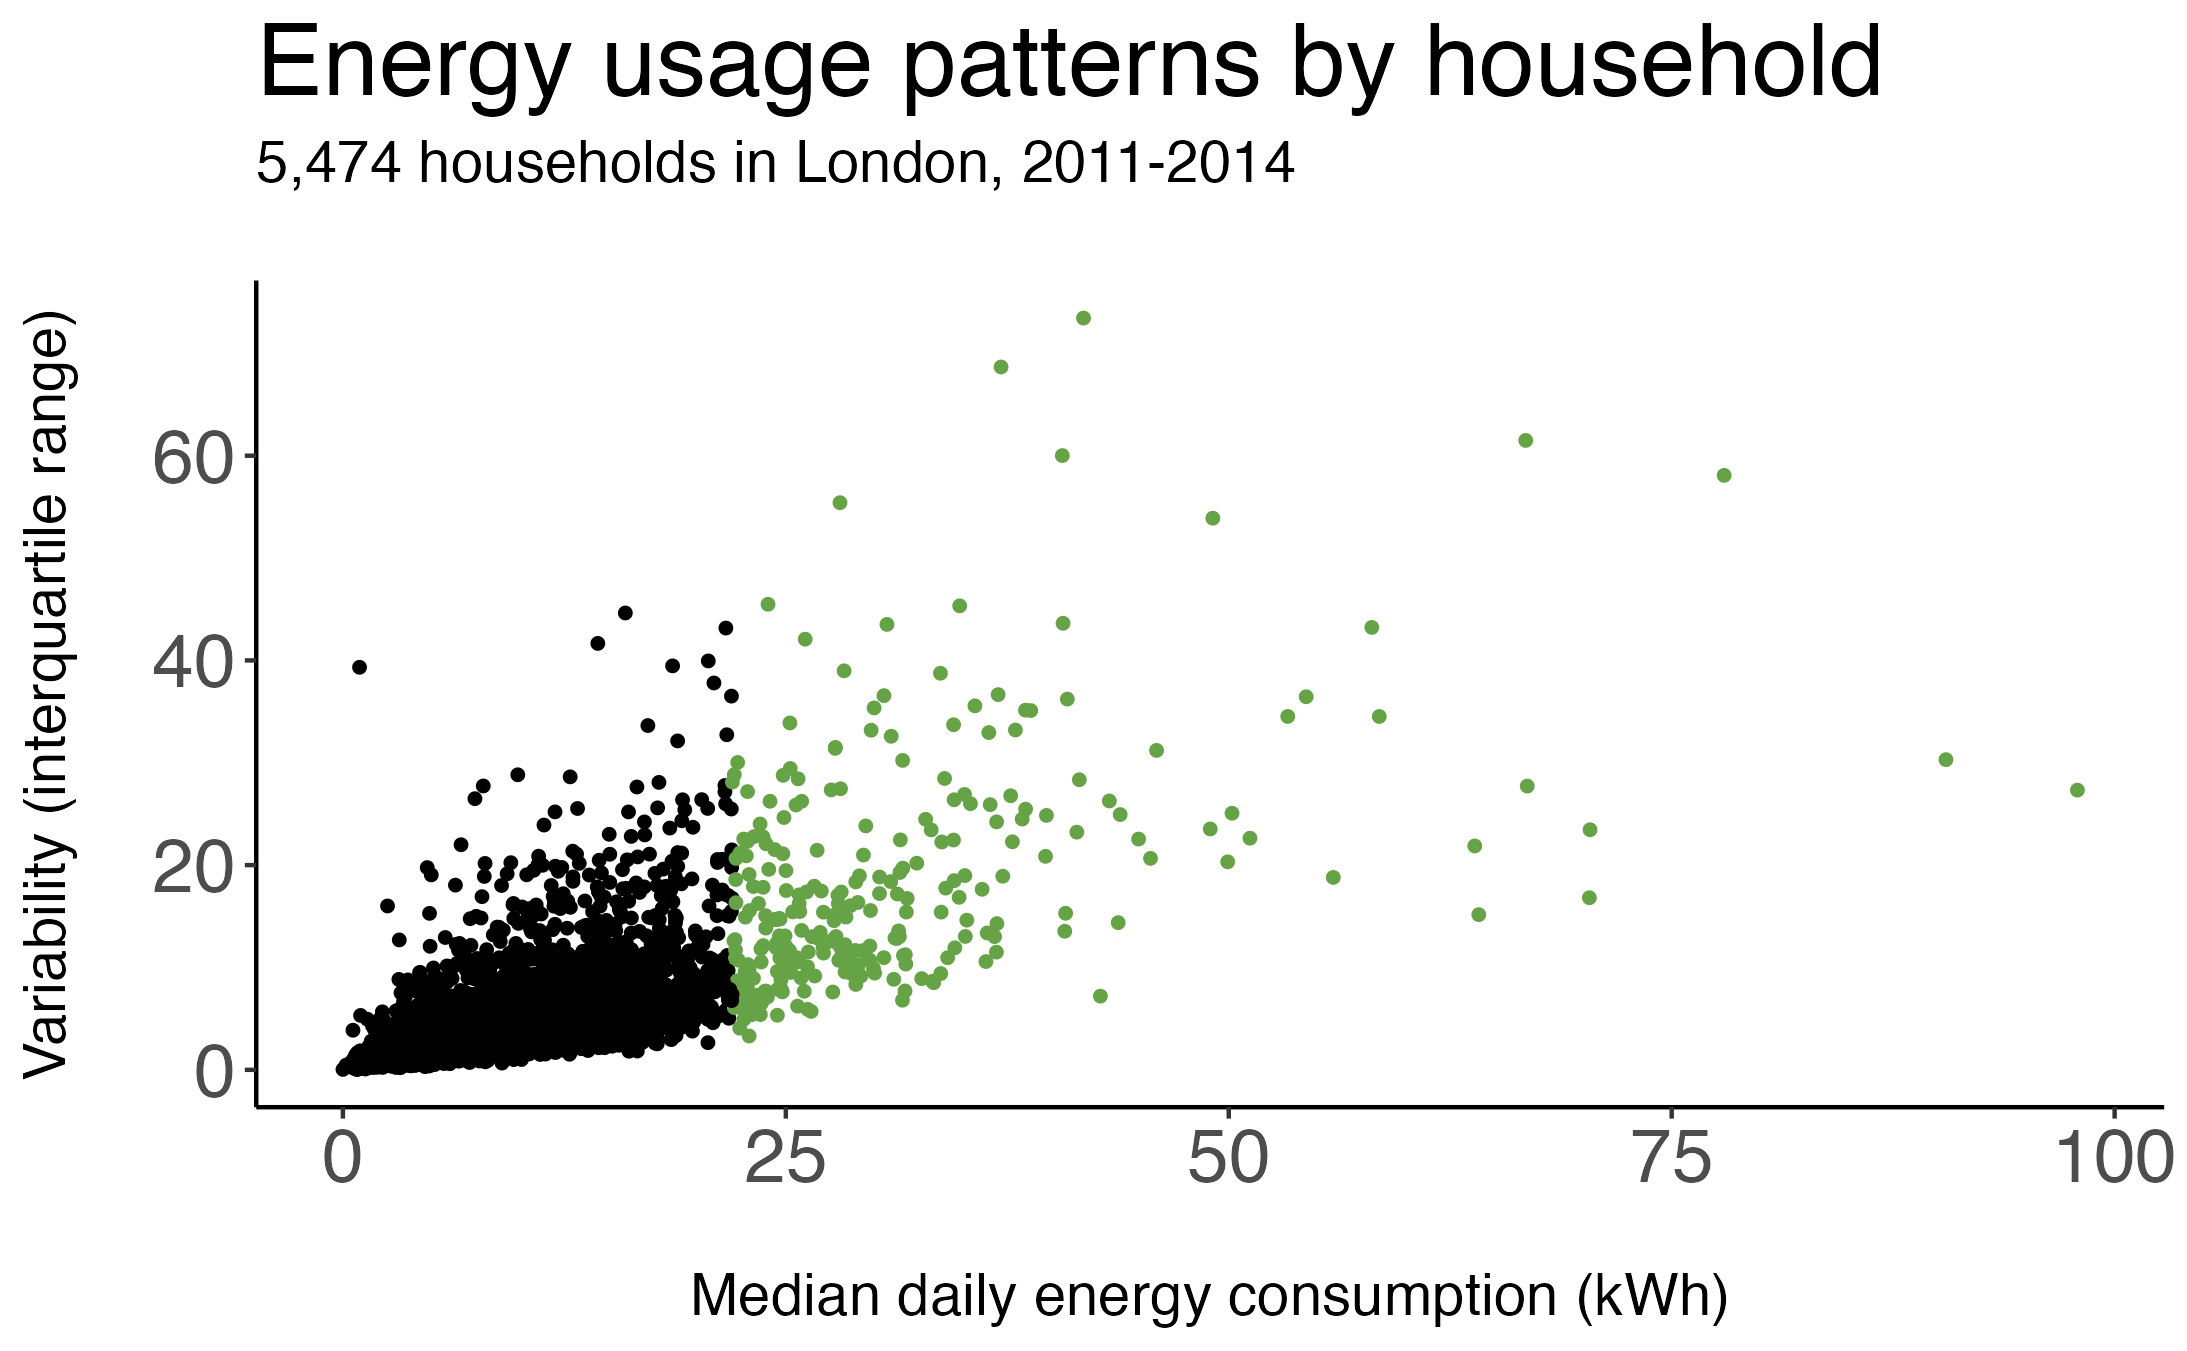 Energy usage patterns by household
5,474 households in London, 2011-2014
Variability (interquartile range)
60
40
20
0
0 25 50 75 100
Median daily energy consumption (kWh)